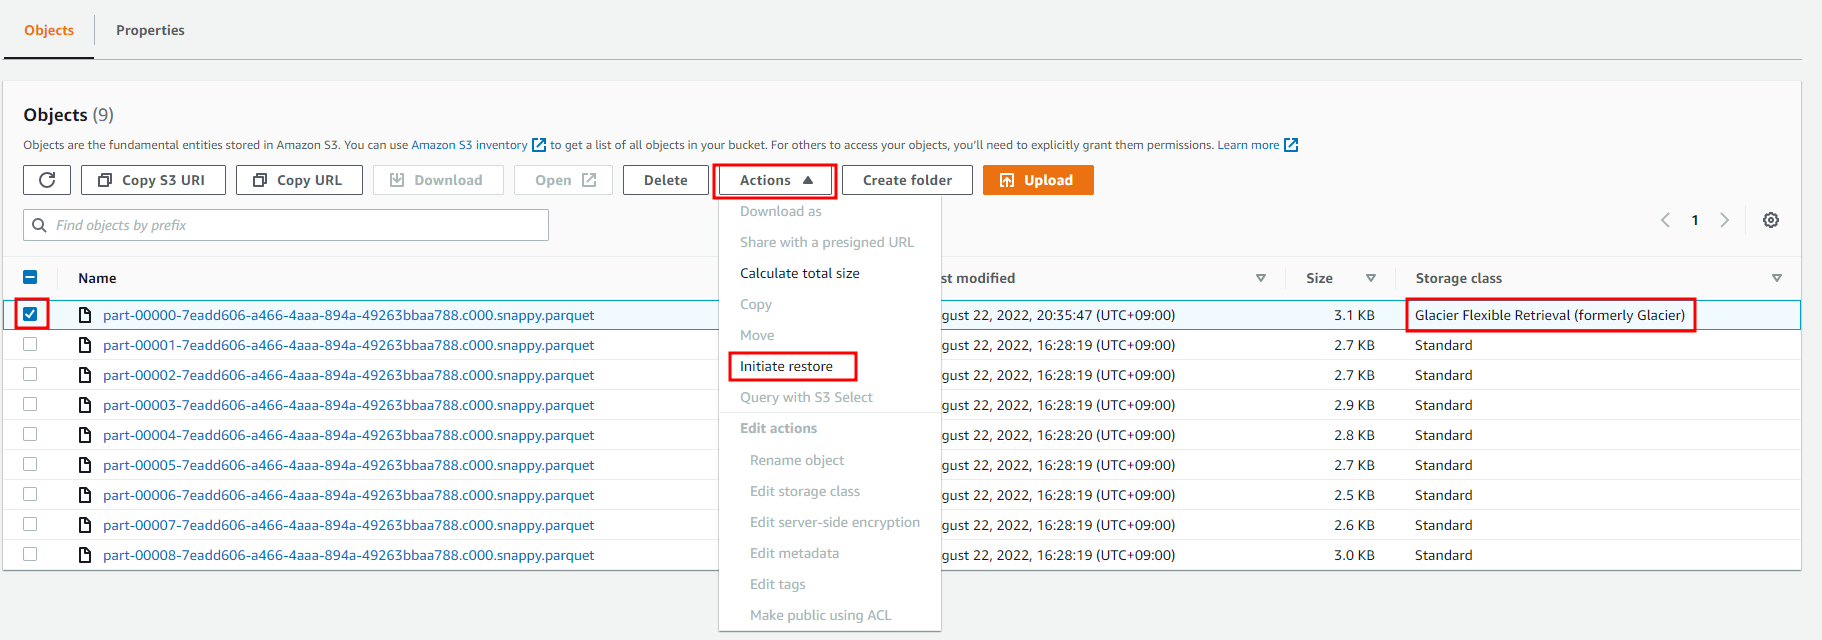 Objects Properties
Objects (9)
Objects are the fundamental entities stored in Amazon S3. You can use Amazon S3 inventory to get a list of all objects in your bucket. For others to access your objects, you'll need to explicitly grant them permissions. Learn more
Copy S3 URI Copy URL Download Open Delete Actions Create folder Upload
Find objects by prefix
1
Download as
Share with a presigned URL
Calculate total size
Copy
Move
Initiate restore
Query with S3 Select
Edit actions
Rename object
Edit storage class
Edit server-side encryption
Edit metadata
Edit tags
Make public using ACL
Name st modified Size Storage class
part-00000-7eadd606-a466-4aaa-894a-49263bbaa788.c000.snappy.parquet gust 22, 2022, 20:35:47 (UTC+09:00) 3.1 KB Glacier Flexible Retrieval (formerly Glacier)
part-00001-7eadd606-a466-4aaa-894a-49263bbaa788.c000.snappy.parquet gust 22, 2022, 16:28:19 (UTC+09:00) 2.7 KB Standard
part-00002-7eadd606-a466-4aaa-894a-49263bbaa788.c000.snappy.parquet gust 22, 2022, 16:28:19 (UTC+09:00) 2.7 KB Standard
part-00003-7eadd606-a466-4aaa-894a-49263bbaa788.c000.snappy.parquet gust 22, 2022, 16:28:19 (UTC+09:00) 2.9 KB Standard
part-00004-7eadd606-a466-4aaa-894a-49263bbaa788.c000.snappy.parquet gust 22, 2022, 16:28:20 (UTC+09:00) 2.8 KB Standard
part-00005-7eadd606-a466-4aaa-894a-49263bbaa788.c000.snappy.parquet gust 22, 2022, 16:28:19 (UTC+09:00) 2.7 KB Standard
part-00006-7eadd606-a466-4aaa-894a-49263bbaa788.c000.snappy.parquet gust 22, 2022, 16:28:19 (UTC+09:00) 2.5 KB Standard
part-00007-7eadd606-a466-4aaa-894a-49263bbaa788.c000.snappy.parquet gust 22, 2022, 16:28:19 (UTC+09:00) 2.6 KB Standard
part-00008-7eadd606-a466-4aaa-894a-49263bbaa788.c000.snappy.parquet gust 22, 2022, 16:28:19 (UTC+09:00) 3.0 KB Standard